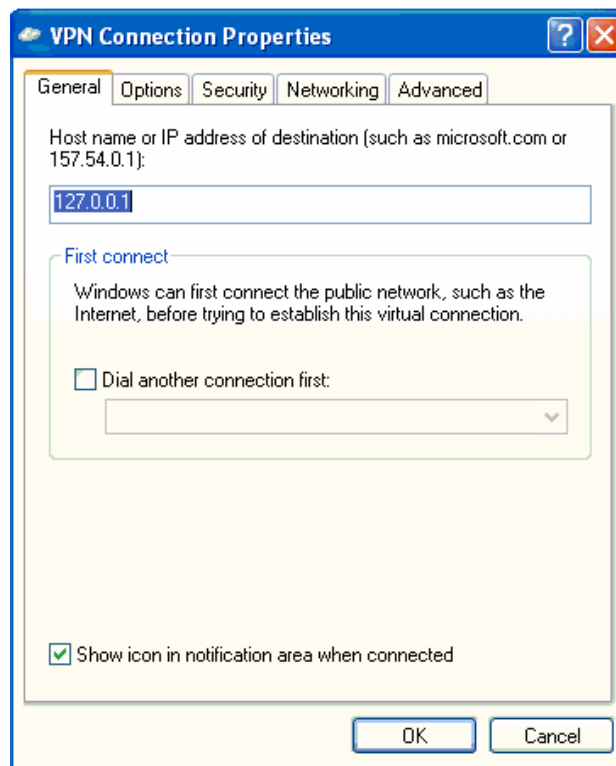 VPN Connection Properties
General Options Security Networking Advanced
Host name or IP address of destination (such as microsoft.com or
157.54.0.1):
127.0.0.1
First connect
Windows can first connect the public network, such as the
Internet, before trying to establish this virtual connection.
Dial another connection first:
Show icon in notification area when connected
OK Cancel